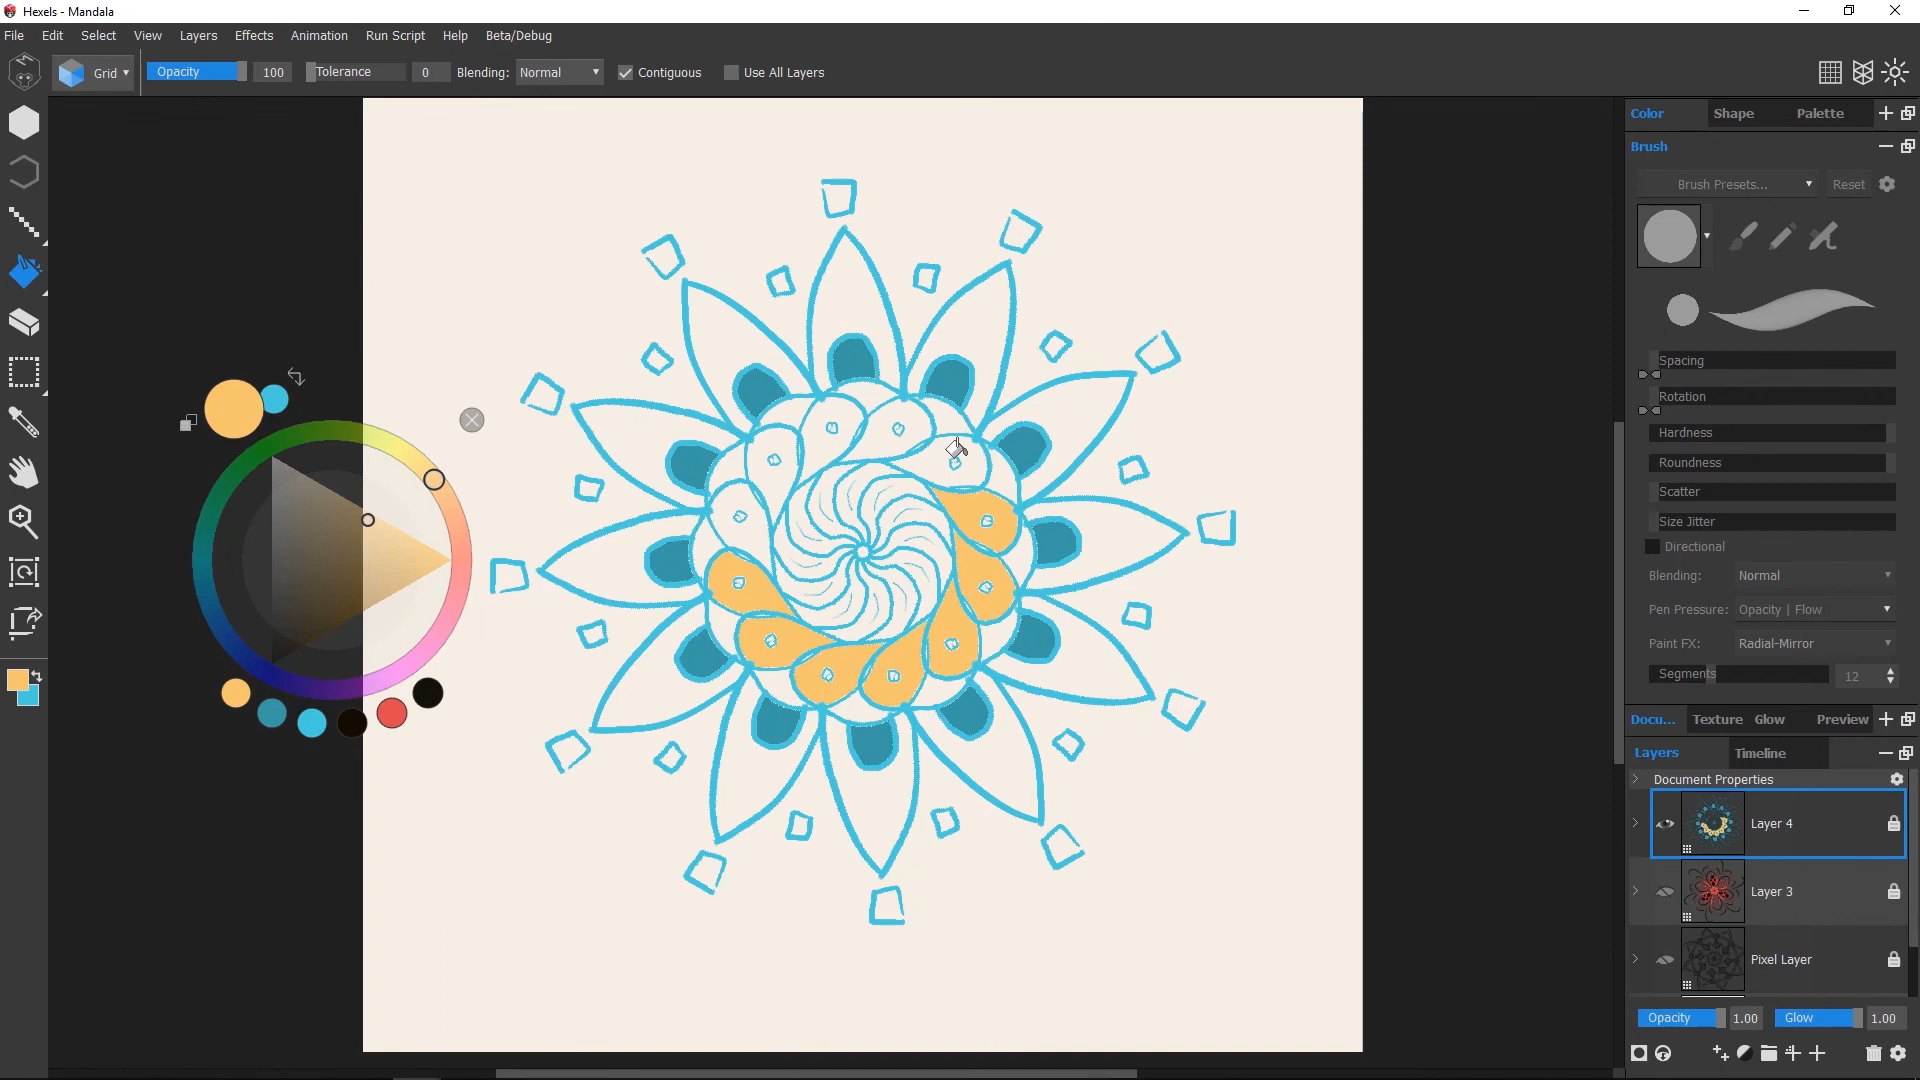 Hexels - Mandala
File Edit Select View Layers Effects Animation Run Script Help Beta/Debug
Grid Opacity 100 Tolerance 0 Blending: Normal Contiguous Use All Layers
Color Shape Palette
Brush
Brush Presets... Reset
Spacing
Rotation
Hardness
Roundness
Scatter
Size Jitter
Directional
Blending: Normal
Pen Pressure: Opacity | Flow
Paint FX: Radial-Mirror
Segments 12
Docu... Texture Glow Preview
Layers Timeline
Document Properties
Layer 4
Layer 3
Pixel Layer
Opacity 1.00 Glow 1.00